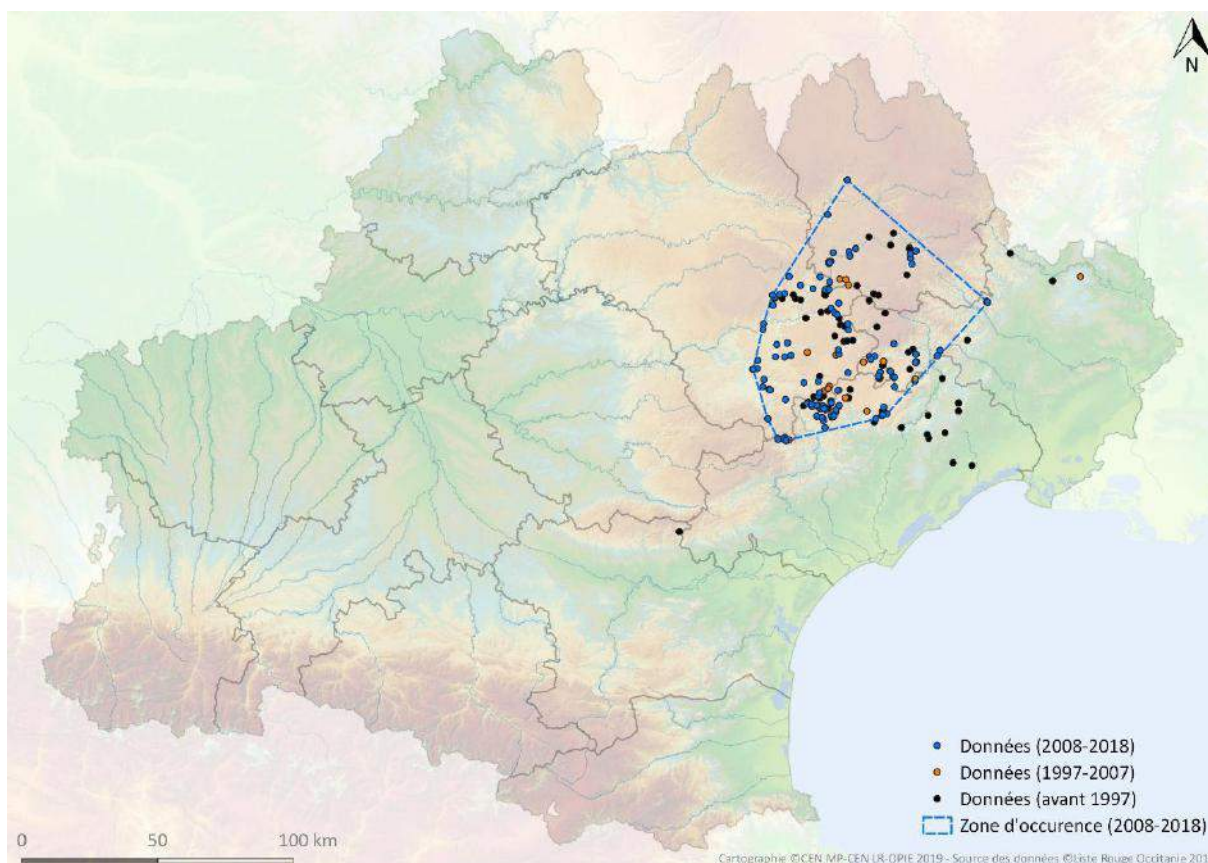 N
Données (2008-2018)
Données (1997-2007)
Données (avant 1997)
Zone d'occurence (2008-2018)
0 50 100 km
Cartographie ©CEN MP-CEN LR-OPIE 2019 - Source des données ©Liste Rouge Occitanie 201